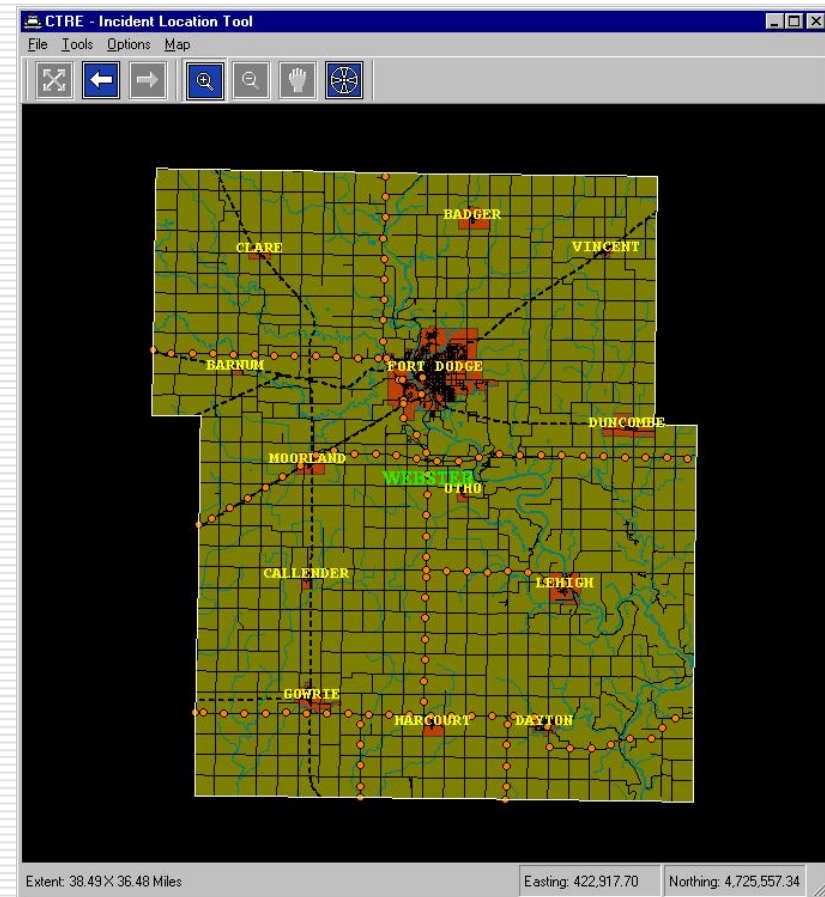 CTRE - Incident Location Tool
File Tools Options Map
BADGER
CLARE
VINCENT
BARNUM
FORT DODGE
DUNCOMBE
MOORLAND
WEBSTER
OTHO
CALLENDER
LEHIGH
GOWRIE
HARCOURT
DAYTON
Extent: 38.49 X 36.48 Miles
Easting: 422,917.70
Northing: 4,725,557.34